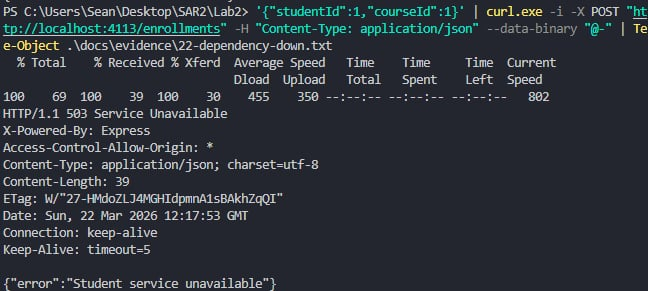 PS C:\Users\Sean\Desktop\SAR2\Lab2> '{"studentId":1,"courseId":1}' | curl.exe -i -X POST "ht
tp://localhost:4113/enrollments" -H "Content-Type: application/json" --data-binary "@-" | Te
e-Object .\docs\evidence\22-dependency-down.txt
  % Total    % Received % Xferd  Average Speed   Time    Time     Time  Current
                                 Dload  Upload   Total   Spent    Left  Speed
100    69  100    39  100    30    455    350 --:--:-- --:--:-- --:--:--   802
HTTP/1.1 503 Service Unavailable
X-Powered-By: Express
Access-Control-Allow-Origin: *
Content-Type: application/json; charset=utf-8
Content-Length: 39
ETag: W/"27-HMdoZLJ4MGHIdpmnA1sBAkhZqQI"
Date: Sun, 22 Mar 2026 12:17:53 GMT
Connection: keep-alive
Keep-Alive: timeout=5

{"error":"Student service unavailable"}